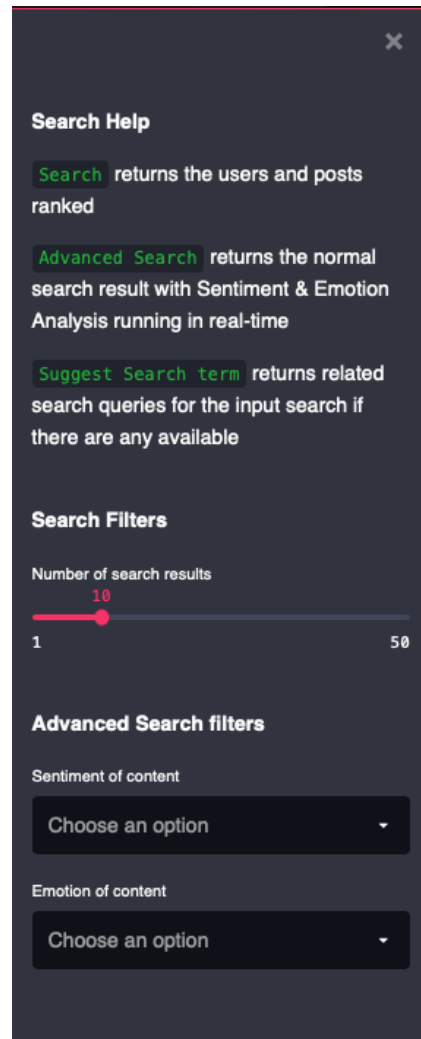 Search Help
Search returns the users and posts
ranked
Advanced Search returns the normal
search result with Sentiment & Emotion
Analysis running in real-time
Suggest Search term returns related
search queries for the input search if
there are any available
Search Filters
Number of search results
10
1 50
Advanced Search filters
Sentiment of content
Choose an option
Emotion of content
Choose an option